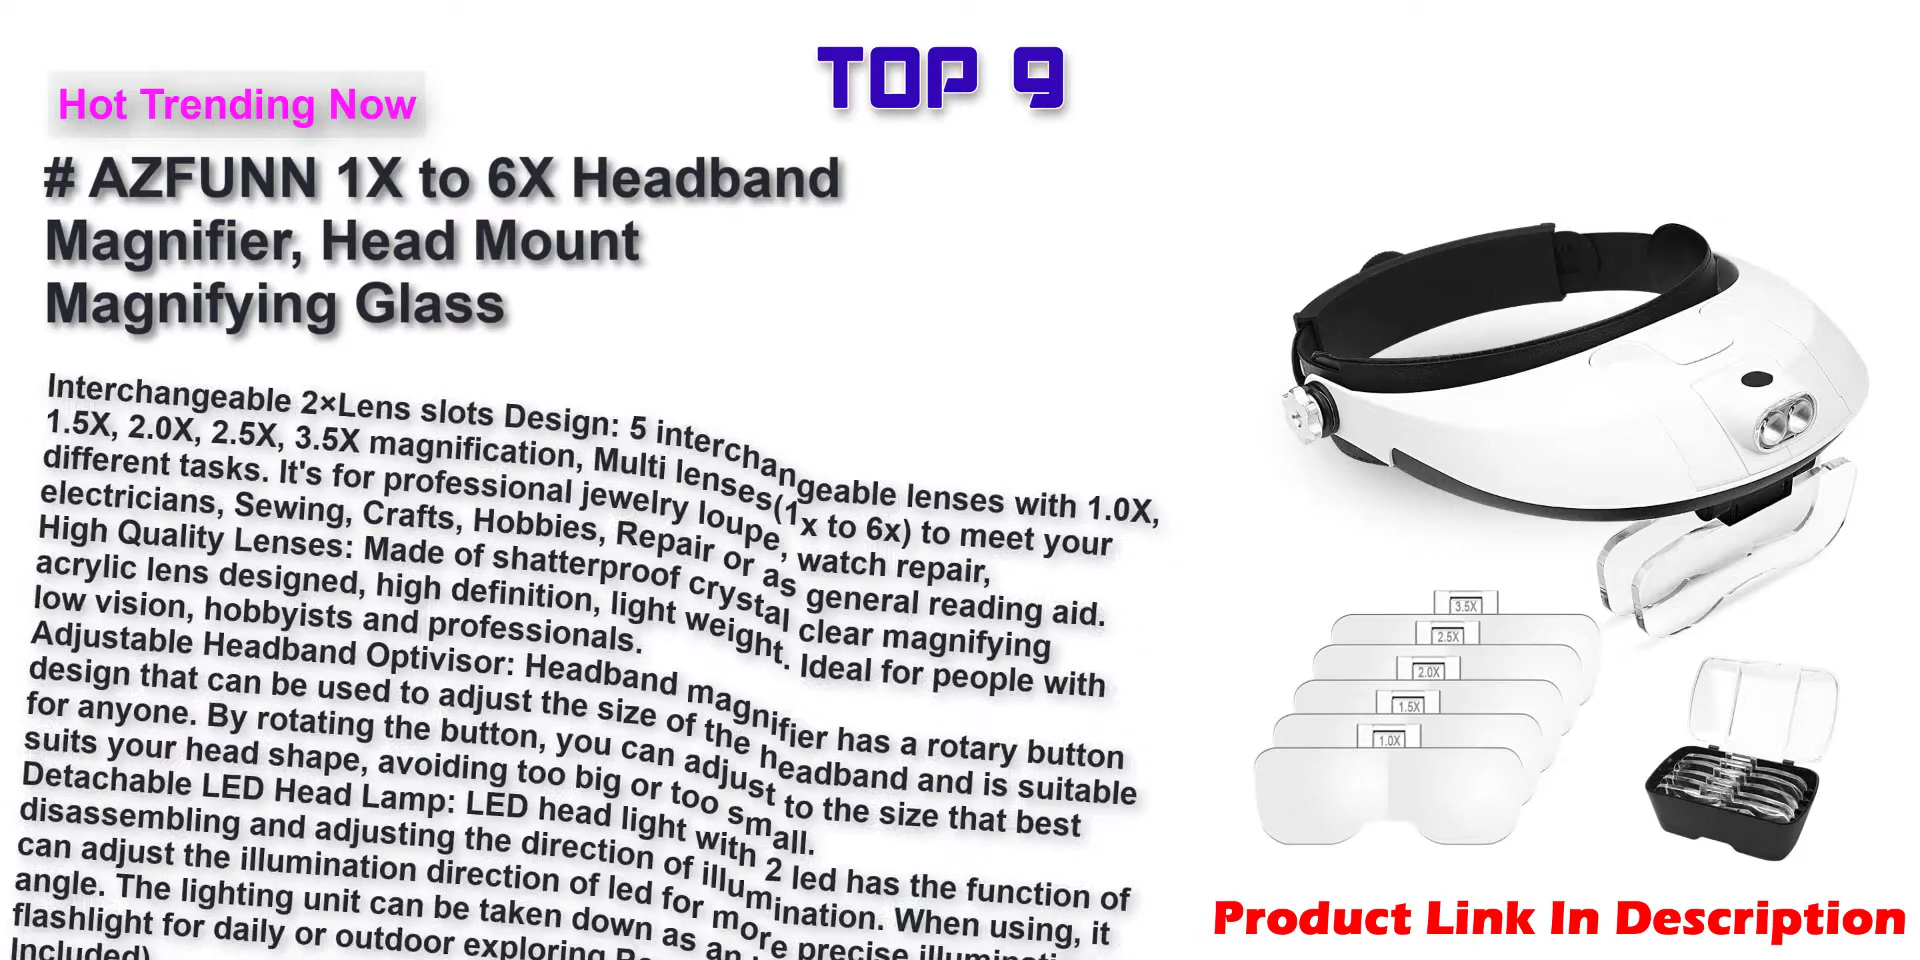 TOP 9
Hot Trending Now
# AZFUNN 1X to 6X Headband
Magnifier, Head Mount
Magnifying Glass
Interchangeable 2×Lens slots Design: 5 interchangeable lenses with 1.0X,
1.5X, 2.0X, 2.5X, 3.5X magnification, Multi lenses(1x to 6x) to meet your
different tasks. It's for professional jewelry loupe, watch repair,
electricians, Sewing, Crafts, Hobbies, Repair or as general reading aid.
High Quality Lenses: Made of shatterproof crystal clear magnifying
acrylic lens designed, high definition, light weight. Ideal for people with
low vision, hobbyists and professionals.
Adjustable Headband Optivisor: Headband magnifier has a rotary button
design that can be used to adjust the size of the headband and is suitable
for anyone. By rotating the button, you can adjust to the size that best
suits your head shape, avoiding too big or too small.
Detachable LED Head Lamp: LED head light with 2 led has the function of
disassembling and adjusting the direction of illumination. When using, it
can adjust the illumination direction of led for more precise
angle. The lighting unit can be taken down as an
flashlight for daily or outdoor exploring
Included)
3.5X
2.5X
2.0X
1.5X
1.0X
Product Link In Description